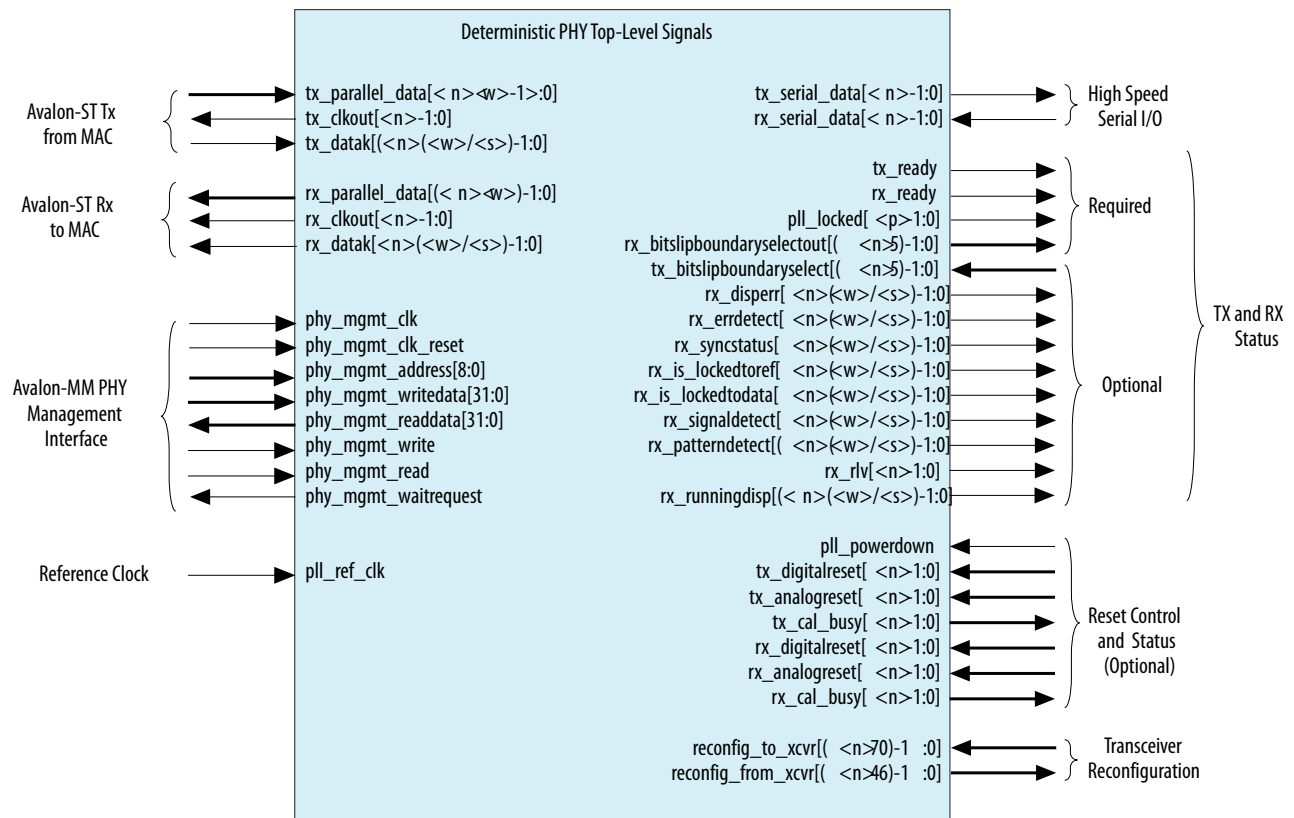 Deterministic PHY Top-Level Signals
Avalon-ST Tx
from MAC
tx_parallel_data[< n><w>-1>:0]
tx_clkout[<n>-1:0]
tx_datak[(<n>(<w>/<s>)-1:0]
Avalon-ST Rx
to MAC
rx_parallel_data[(< n><w>)-1:0]
rx_clkout[<n>-1:0]
rx_datak[<n>(<w>/<s>)-1:0]
Avalon-MM PHY
Management
Interface
phy_mgmt_clk
phy_mgmt_clk_reset
phy_mgmt_address[8:0]
phy_mgmt_writedata[31:0]
phy_mgmt_readdata[31:0]
phy_mgmt_write
phy_mgmt_read
phy_mgmt_waitrequest
Reference Clock
pll_ref_clk
tx_serial_data[< n>-1:0]
rx_serial_data[< n>-1:0]
High Speed
Serial I/O
tx_ready
rx_ready
pll_locked[ <p>1:0]
rx_bitslipboundaryselectout[( <n>5)-1:0]
Required
tx_bitslipboundaryselect[( <n>5)-1:0]
rx_disperr[ <n>(<w>/<s>)-1:0]
rx_errdetect[ <n>(<w>/<s>)-1:0]
rx_syncstatus[ <n>(<w>/<s>)-1:0]
rx_is_lockedtoref[ <n>(<w>/<s>)-1:0]
rx_is_lockedtodata[ <n>(<w>/<s>)-1:0]
rx_signaldetect[ <n>(<w>/<s>)-1:0]
rx_patterndetect[( <n>(<w>/<s>)-1:0]
rx_rlv[<n>1:0]
rx_runningdisp[(< n>(<w>/<s>)-1:0]
Optional
TX and RX
Status
pll_powerdown
tx_digitalreset[ <n>1:0]
tx_analogreset[ <n>1:0]
tx_cal_busy[ <n>1:0]
rx_digitalreset[ <n>1:0]
rx_analogreset[ <n>1:0]
rx_cal_busy[ <n>1:0]
Reset Control
and Status
(Optional)
reconfig_to_xcvr[( <n>70)-1 :0]
reconfig_from_xcvr[( <n>46)-1 :0]
Transceiver
Reconfiguration